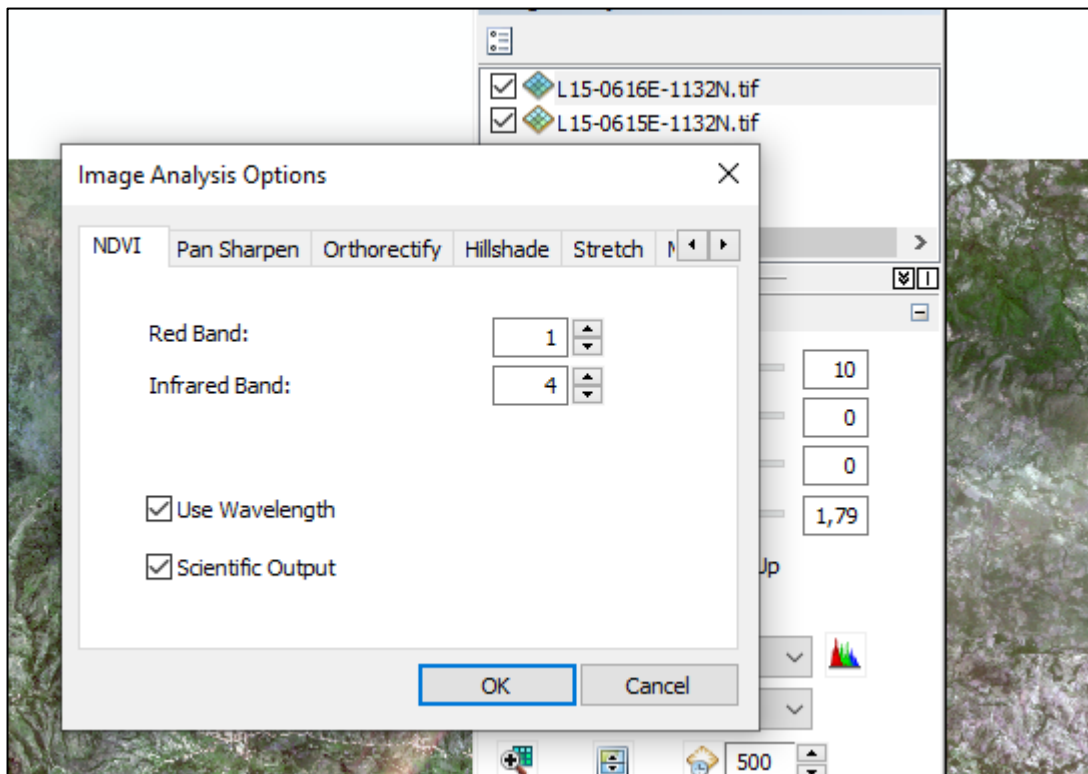 L15-0616E-1132N.tif
L15-0615E-1132N.tif
Image Analysis Options
NDVI Pan Sharpen Orthorectify Hillshade Stretch
Red Band: 1
Infrared Band: 4
Use Wavelength
Scientific Output
OK Cancel
10
0
0
1,79
Up
500